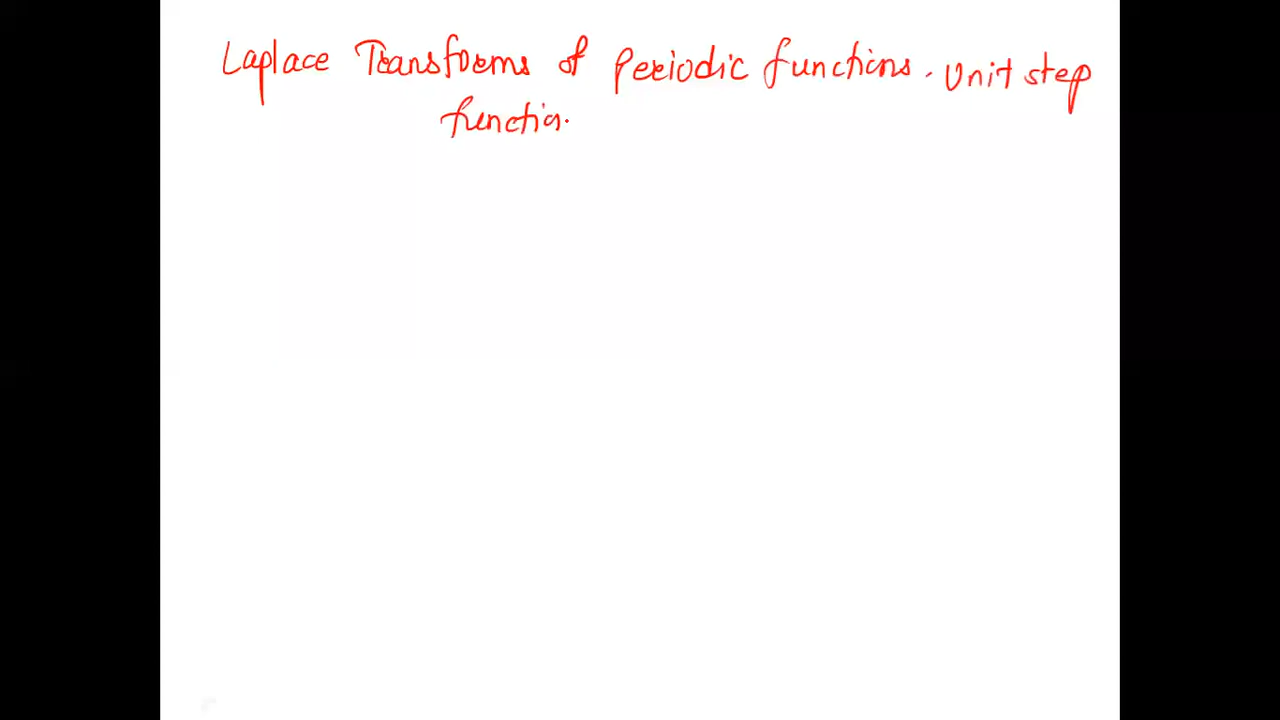 Laplace Transforms of Periodic functions. Unit step
function.